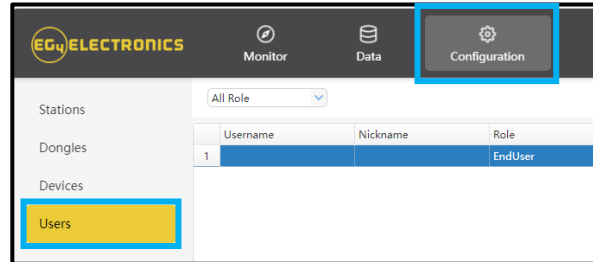 EG4 ELECTRONICS
Monitor
Data
Configuration
Stations
All Role
Username Nickname Role
1 EndUser
Dongles
Devices
Users